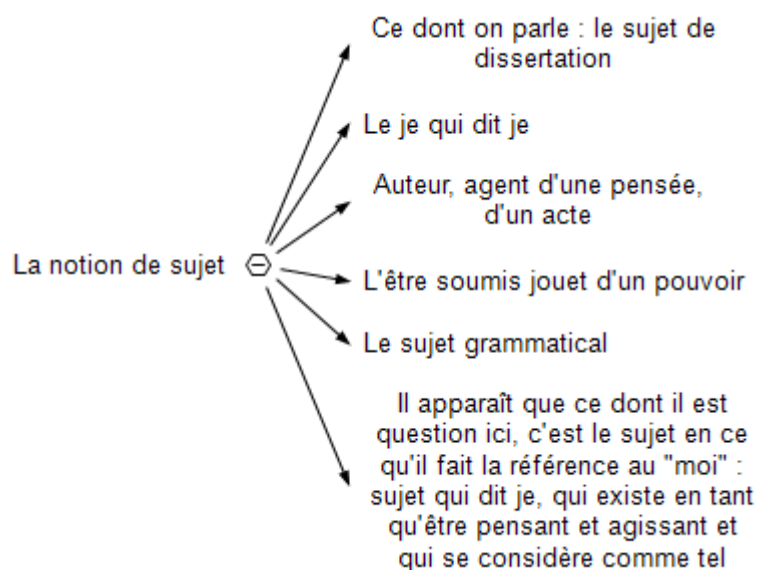 Ce dont on parle : le sujet de
dissertation
Le je qui dit je
Auteur, agent d'une pensée,
d'un acte
La notion de sujet
L'être soumis jouet d'un pouvoir
Le sujet grammatical
Il apparaît que ce dont il est
question ici, c'est le sujet en ce
qu'il fait la référence au "moi" :
sujet qui dit je, qui existe en tant
qu'être pensant et agissant et
qui se considère comme tel